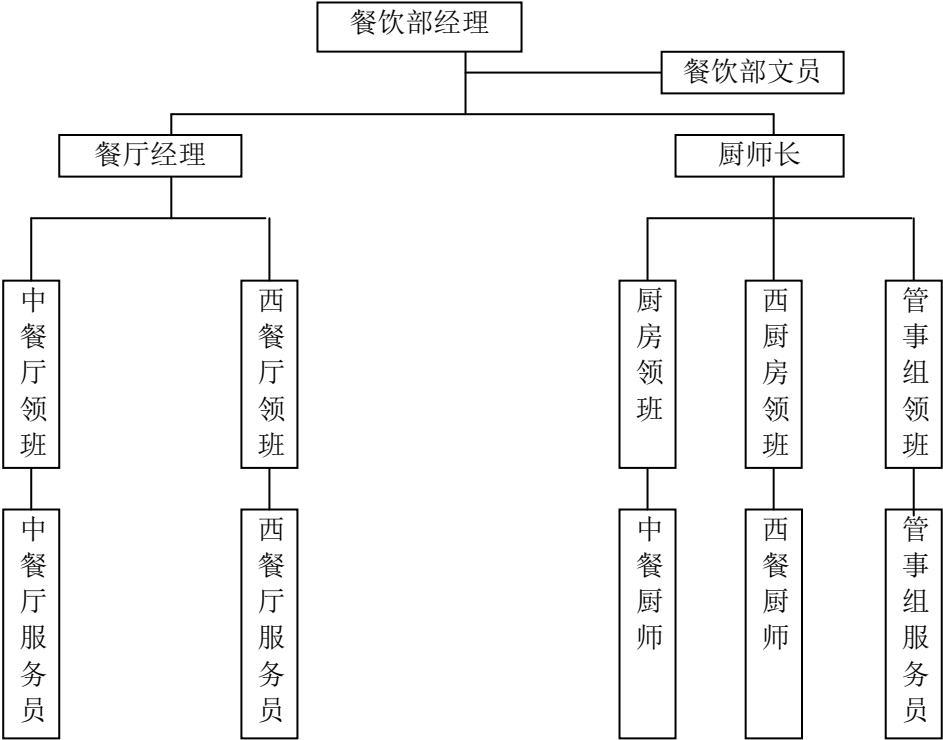 餐饮部经理
餐饮部文员
餐厅经理
厨师长
中餐厅领班
西餐厅领班
厨房领班
西厨房领班
管事组领班
中餐厅服务员
西餐厅服务员
中餐厨师
西餐厨师
管事组服务员